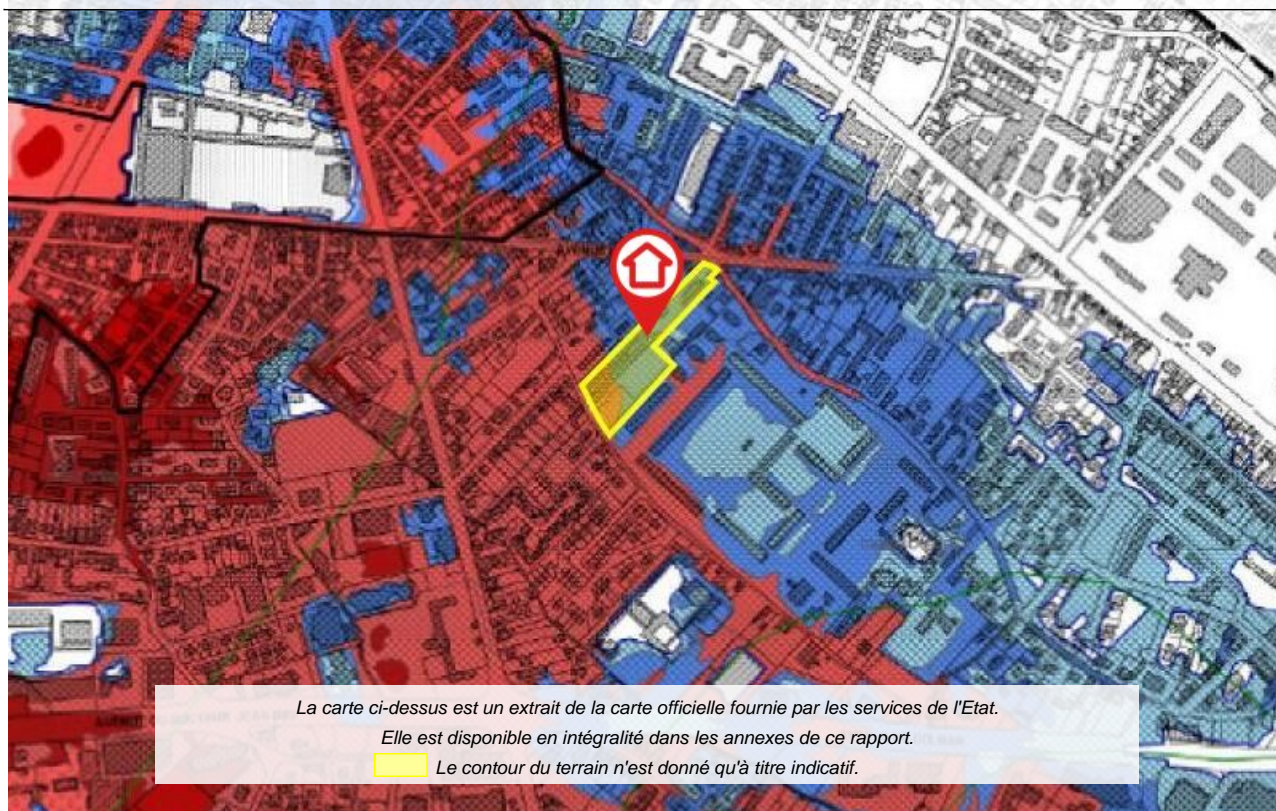 La carte ci-dessus est un extrait de la carte officielle fournie par les services de l'Etat.
Elle est disponible en intégralité dans les annexes de ce rapport.
Le contour du terrain n'est donné qu'à titre indicatif.